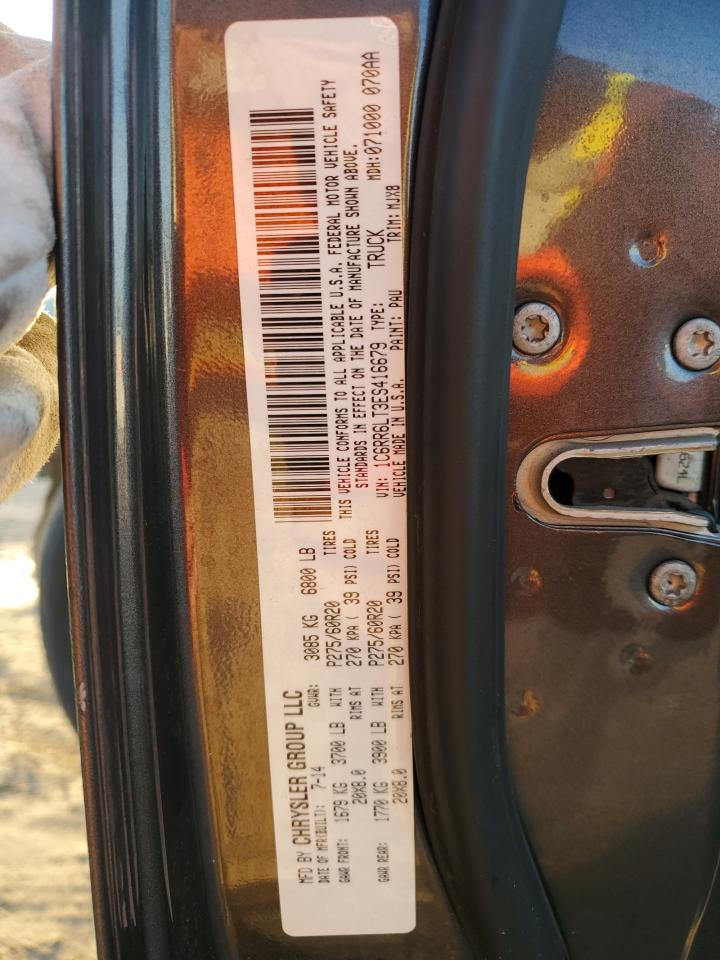 MFD BY CHRYSLER GROUP LLC
DATE OF MFR(BUILT): 7-14 GVWR: 3085 KG 6800 LB
GAWR FRONT: 1679 KG 3700 LB WITH P275/60R20 TIRES
20X8.0 RIMS AT 270 KPA ( 39 PSI) COLD
GAWR REAR: 1770 KG 3900 LB WITH P275/60R20 TIRES
20X8.0 RIMS AT 270 KPA ( 39 PSI) COLD
THIS VEHICLE CONFORMS TO ALL APPLICABLE U.S.A. FEDERAL MOTOR VEHICLE SAFETY
STANDARDS IN EFFECT ON THE DATE OF MANUFACTURE SHOWN ABOVE.
VIN: 1C6RR6LT3ES416679 TYPE: TRUCK MDH:071000 070AA
VEHICLE MADE IN U.S.A. PAINT: PAU TRIM: MJX8